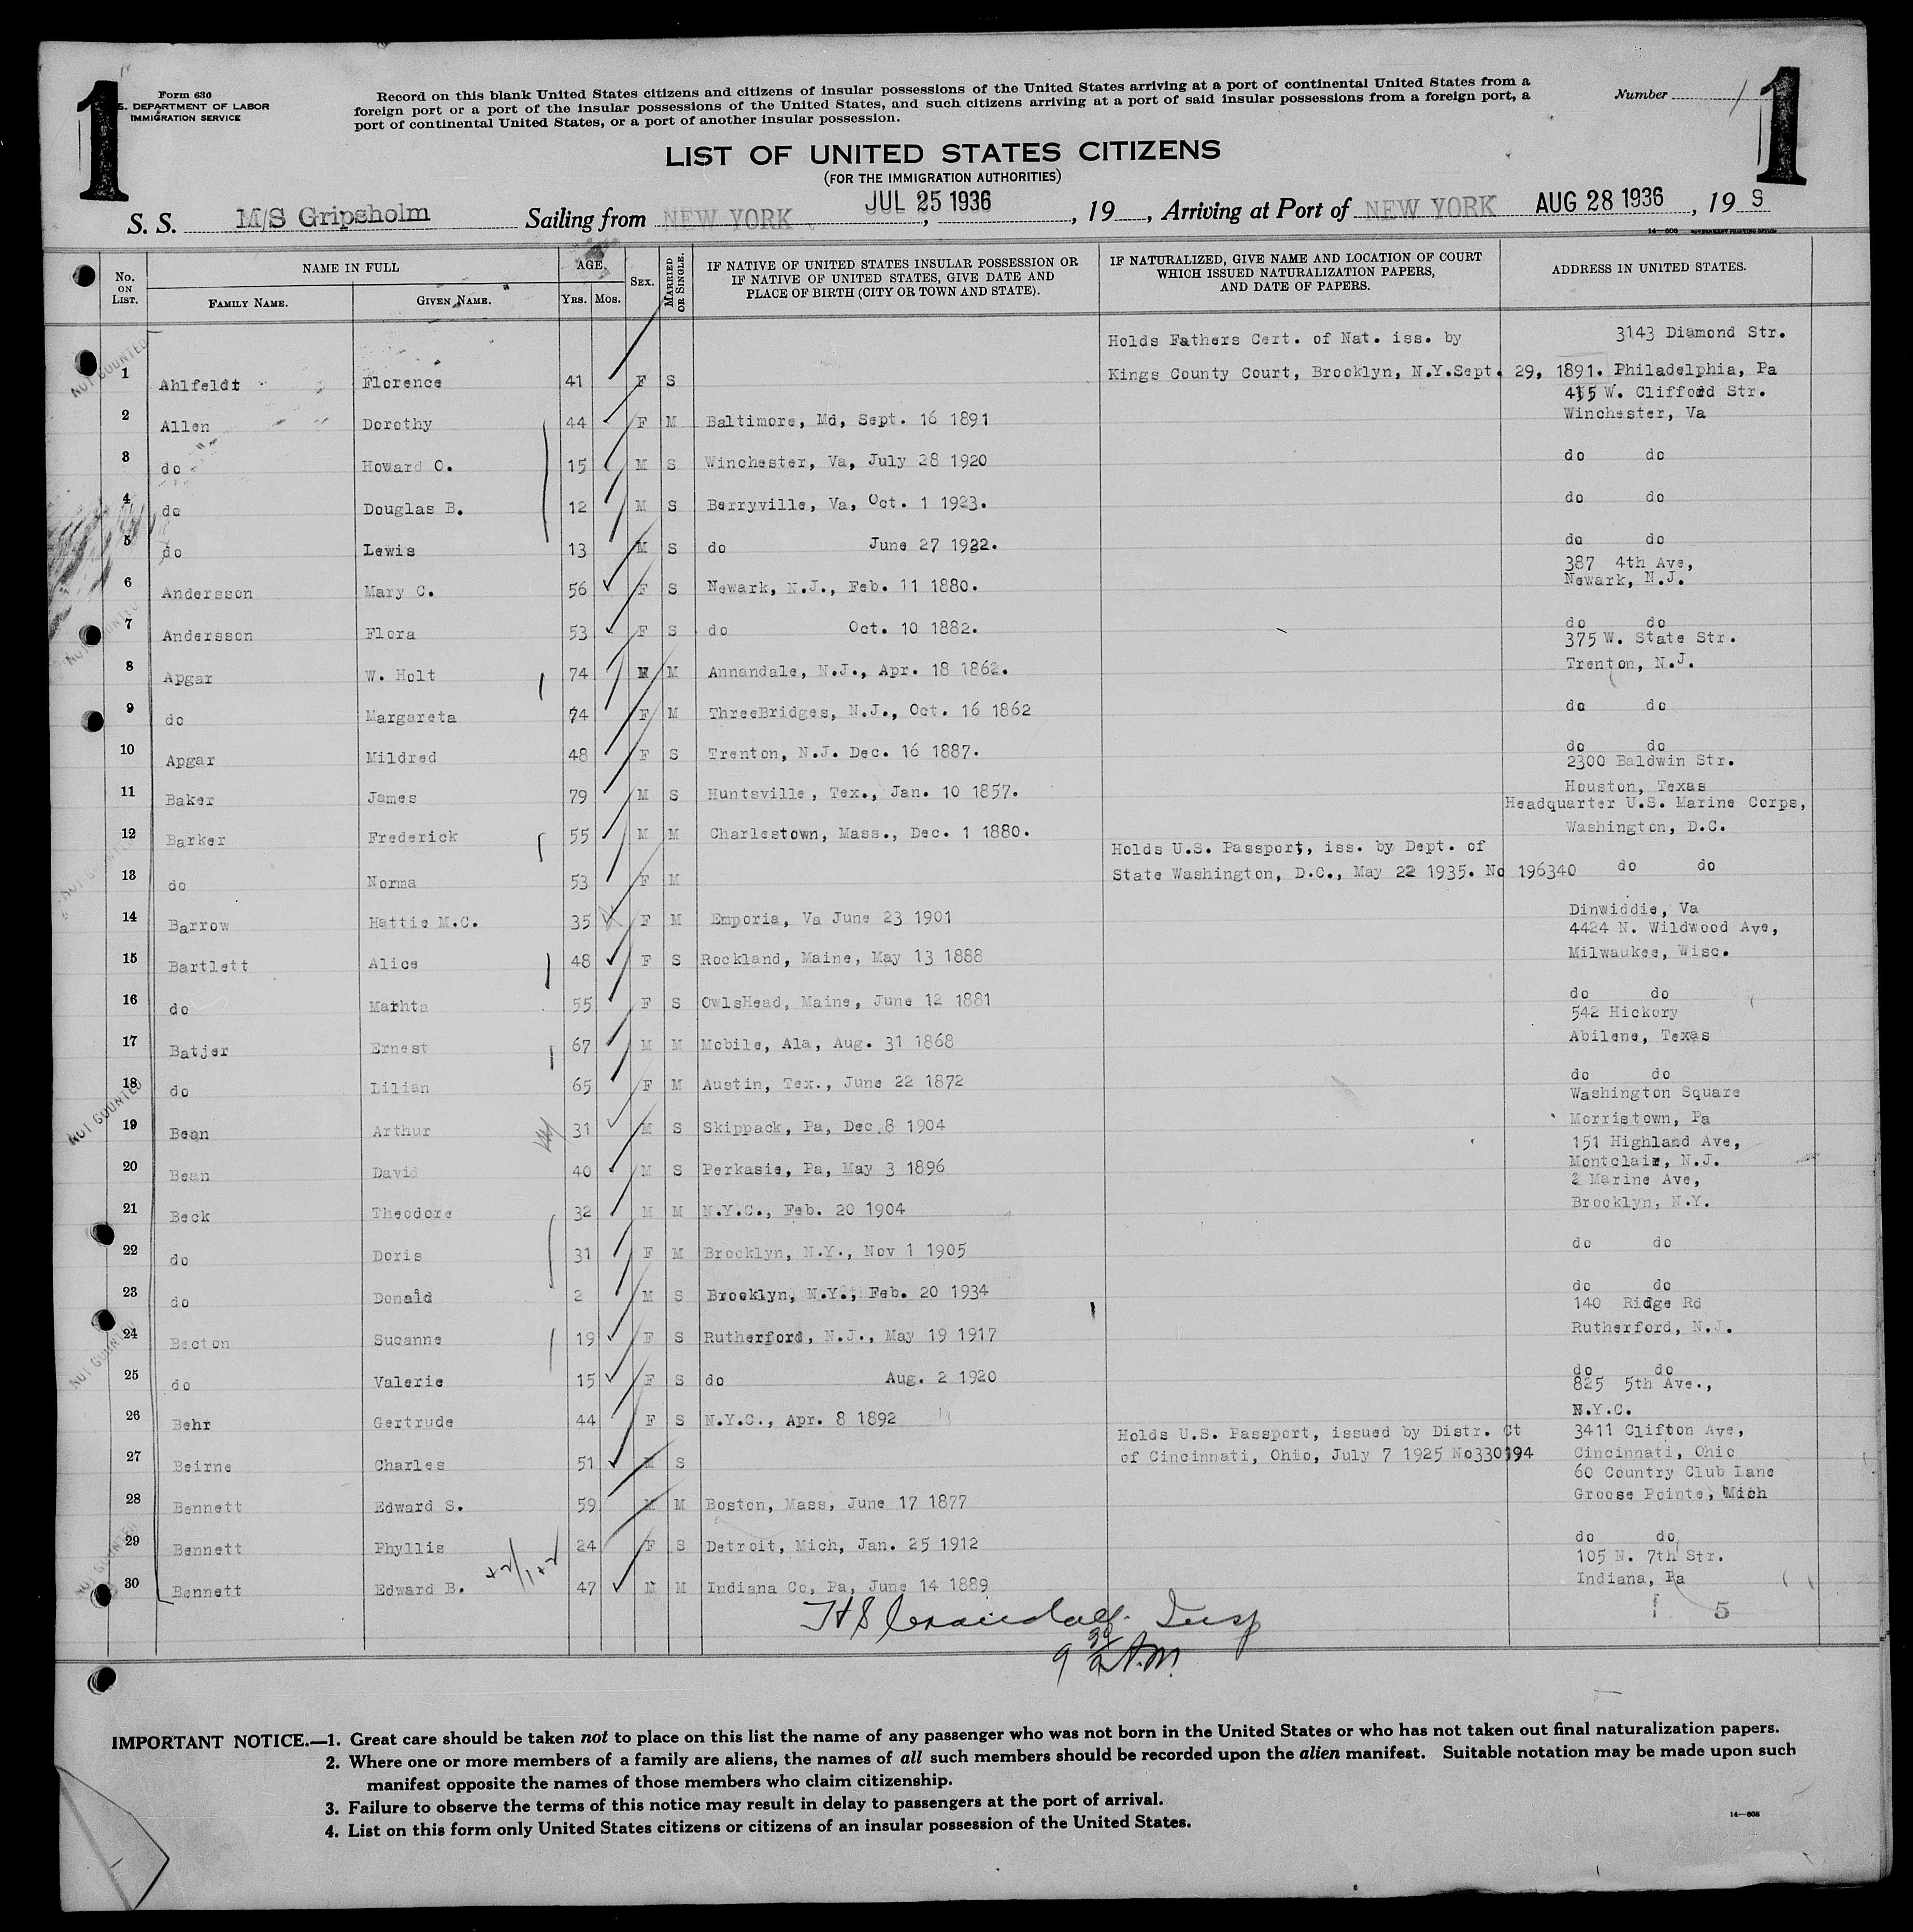 1
Form 630
S. DEPARTMENT OF LABOR
IMMIGRATION SERVICE
Record on this blank United States citizens and citizens of insular possessions of the United States arriving at a port of continental United States from a
foreign port or a port of the insular possessions of the United States, and such citizens arriving at a port of said insular possessions from a foreign port, a
port of continental United States, or a port of another insular possession.
Number 1
1
LIST OF UNITED STATES CITIZENS
(FOR THE IMMIGRATION AUTHORITIES)
S. S. M/S Gripsholm Sailing from NEW YORK JUL 25 1936, 19, Arriving at Port of NEW YORK AUG 28 1936, 19
No. ON LIST. NAME IN FULL FAMILY NAME. GIVEN NAME. AGE YRS. MOS. SEX. MARRIED OR SINGLE. IF NATIVE OF UNITED STATES INSULAR POSSESSION OR IF NATIVE OF UNITED STATES, GIVE DATE AND PLACE OF BIRTH (CITY OR TOWN AND STATE). IF NATURALIZED, GIVE NAME AND LOCATION OF COURT WHICH ISSUED NATURALIZATION PAPERS, AND DATE OF PAPERS. ADDRESS IN UNITED STATES.
Holds Fathers Cert. of Nat. iss. by 3143 Diamond Str.
1 Ahlfeldt Florence 41 F S Kings County Court, Brooklyn, N.Y.Sept. 29, 1891. Philadelphia, Pa
415 W. Clifford Str.
2 Allen Dorothy 44 F M Baltimore, Md, Sept. 16 1891 Winchester, Va
3 do Howard O. 15 M S Winchester, Va, July 28 1920 do do
4 do Douglas B. 12 M S Berryville, Va, Oct. 1 1923. do do
5 do Lewis 13 M S do June 27 1922. do do
387 4th Ave,
6 Andersson Mary C. 56 F S Newark, N.J., Feb. 11 1880. Newark, N.J.
7 Andersson Flora 53 F S do Oct. 10 1882. do do
375 W. State Str.
8 Apgar W. Holt 74 M M Annandale, N.J., Apr. 18 1862. Trenton, N.J.
9 do Margareta 74 F M ThreeBridges, N.J., Oct. 16 1862 do do
10 Apgar Mildred 48 F S Trenton, N.J. Dec. 16 1887. do do
2300 Baldwin Str.
11 Baker James 79 M S Huntsville, Tex., Jan. 10 1857. Houston, Texas
Headquarter U.S. Marine Corps,
12 Barker Frederick 55 M M Charlestown, Mass., Dec. 1 1880. Washington, D.C.
Holds U.S. Passport, iss. by Dept. of
13 do Norma 53 F M State Washington, D.C., May 22 1935. No 196340 do do
14 Barrow Hattie M.C. 35 F M Emporia, Va June 23 1901 Dinwiddie, Va
4424 N. Wildwood Ave,
15 Bartlett Alice 48 F S Rockland, Maine, May 13 1888 Milwaukee, Wisc.
16 do Marhta 55 F S OwlsHead, Maine, June 12 1881 do do
542 Hickory
17 Batjer Ernest 67 M M Mobile, Ala, Aug. 31 1868 Abilene, Texas
18 do Lilian 65 F M Austin, Tex., June 22 1872 do do
Washington Square
19 Bean Arthur 31 M S Skippack, Pa, Dec 8 1904 Morristown, Pa
151 Highland Ave,
20 Bean David 40 M S Perkasie, Pa, May 3 1896 Montclair, N.J.
2 Marine Ave,
21 Beck Theodore 32 M M N.Y.C., Feb. 20 1904 Brooklyn, N.Y.
22 do Doris 31 F M Brooklyn, N.Y., Nov 1 1905 do do
23 do Donald 2 M S Brooklyn, N.Y., Feb. 20 1934 do do
140 Ridge Rd
24 Becton Suzanne 19 F S Rutherford, N.J., May 19 1917 Rutherford, N.J.
25 do Valerie 15 F S do Aug. 2 1920 do do
825 5th Ave.,
26 Behr Gertrude 44 F S N.Y.C., Apr. 8 1892 N.Y.C.
Holds U.S. Passport, issued by Distr. Ct 3411 Clifton Ave,
27 Beirne Charles 51 M S of Cincinnati, Ohio, July 7 1925 No330194 Cincinnati, Ohio
60 Country Club Lane
28 Bennett Edward S. 59 M M Boston, Mass, June 17 1877 Groose Pointe, Mich
29 Bennett Phyllis 24 F S Detroit, Mich, Jan. 25 1912 do do
105 N. 7th Str.
30 Bennett Edward B. 47 M M Indiana Co, Pa, June 14 1889 Indiana, Pa
5
H S Crandall Insp
9 30 A.M.
NOT COUNTED
NOT COUNTED
NOT COUNTED
NOT COUNTED
IMPORTANT NOTICE.—1. Great care should be taken not to place on this list the name of any passenger who was not born in the United States or who has not taken out final naturalization papers.
2. Where one or more members of a family are aliens, the names of all such members should be recorded upon the alien manifest. Suitable notation may be made upon such
manifest opposite the names of those members who claim citizenship.
3. Failure to observe the terms of this notice may result in delay to passengers at the port of arrival.
4. List on this form only United States citizens or citizens of an insular possession of the United States.
14—608